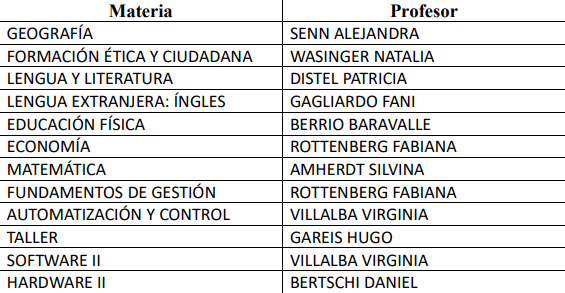 Materia Profesor
GEOGRAFÍA SENN ALEJANDRA
FORMACIÓN ÉTICA Y CIUDADANA WASINGER NATALIA
LENGUA Y LITERATURA DISTEL PATRICIA
LENGUA EXTRANJERA: ÍNGLES GAGLIARDO FANI
EDUCACIÓN FÍSICA BERRIO BARAVALLE
ECONOMÍA ROTTENBERG FABIANA
MATEMÁTICA AMHERDT SILVINA
FUNDAMENTOS DE GESTIÓN ROTTENBERG FABIANA
AUTOMATIZACIÓN Y CONTROL VILLALBA VIRGINIA
TALLER GAREIS HUGO
SOFTWARE II VILLALBA VIRGINIA
HARDWARE II BERTSCHI DANIEL